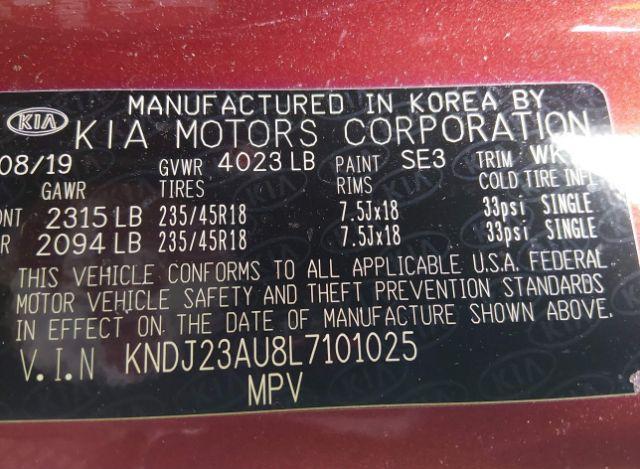 MANUFACTURED IN KOREA BY
KIA KIA MOTORS CORPORATION
08/19 GVWR 4023 LB PAINT SE3 TRIM WK
GAWR TIRES RIMS COLD TIRE INFL
NT 2315 LB 235/45R18 7.5Jx18 33psi SINGLE
R 2094 LB 235/45R18 7.5Jx18 33psi SINGLE
THIS VEHICLE CONFORMS TO ALL APPLICABLE U.S.A. FEDERAL
MOTOR VEHICLE SAFETY AND THEFT PREVENTION STANDARDS
IN EFFECT ON THE DATE OF MANUFACTURE SHOWN ABOVE.
V.I.N KNDJ23AU8L7101025
MPV